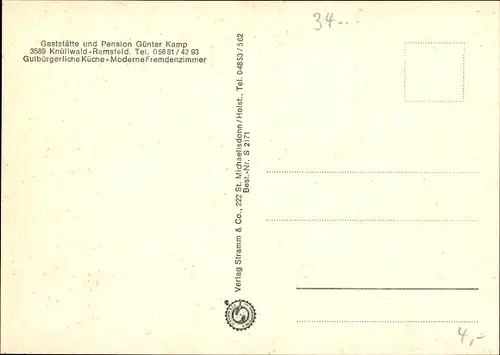 Gaststätte und Pension Günter Kamp
3589 Knüllwald-Remsfeld, Tel. 05681/4293
Gutbürgerliche Küche - Moderne Fremdenzimmer
Verlag Stramm & Co., 222 St. Michaelisdonn/Holst., Tel. 04853/562
Best.-Nr. S 2171
34...
4,-